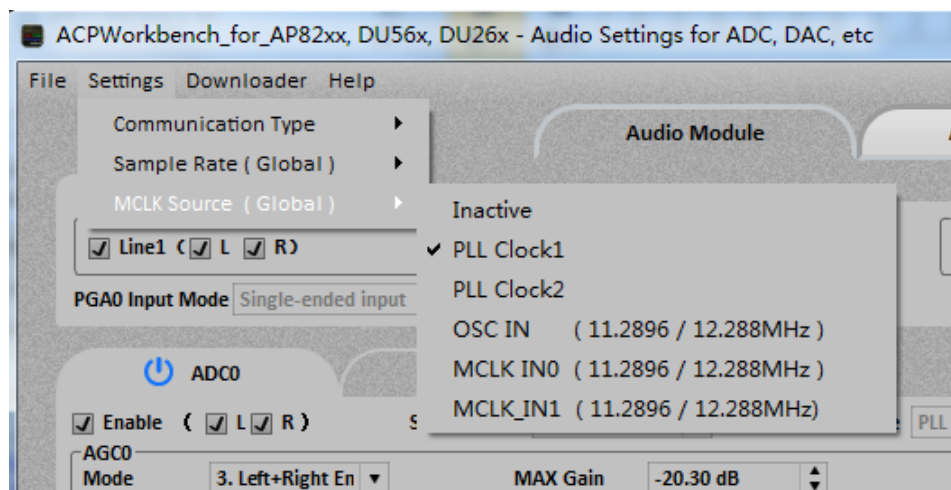 ACPWorkbench_for_AP82xx, DU56x, DU26x - Audio Settings for ADC, DAC, etc
File Settings Downloader Help
Communication Type
Sample Rate ( Global )
MCLK Source ( Global )
Audio Module
Inactive
PLL Clock1
PLL Clock2
OSC IN ( 11.2896 / 12.288MHz )
MCLK IN0 ( 11.2896 / 12.288MHz )
MCLK_IN1 ( 11.2896 / 12.288MHz)
Line1 ( L R )
PGA0 Input Mode Single-ended input
ADC0
Enable ( L R ) PLL
AGC0
Mode 3. Left+Right En MAX Gain -20.30 dB